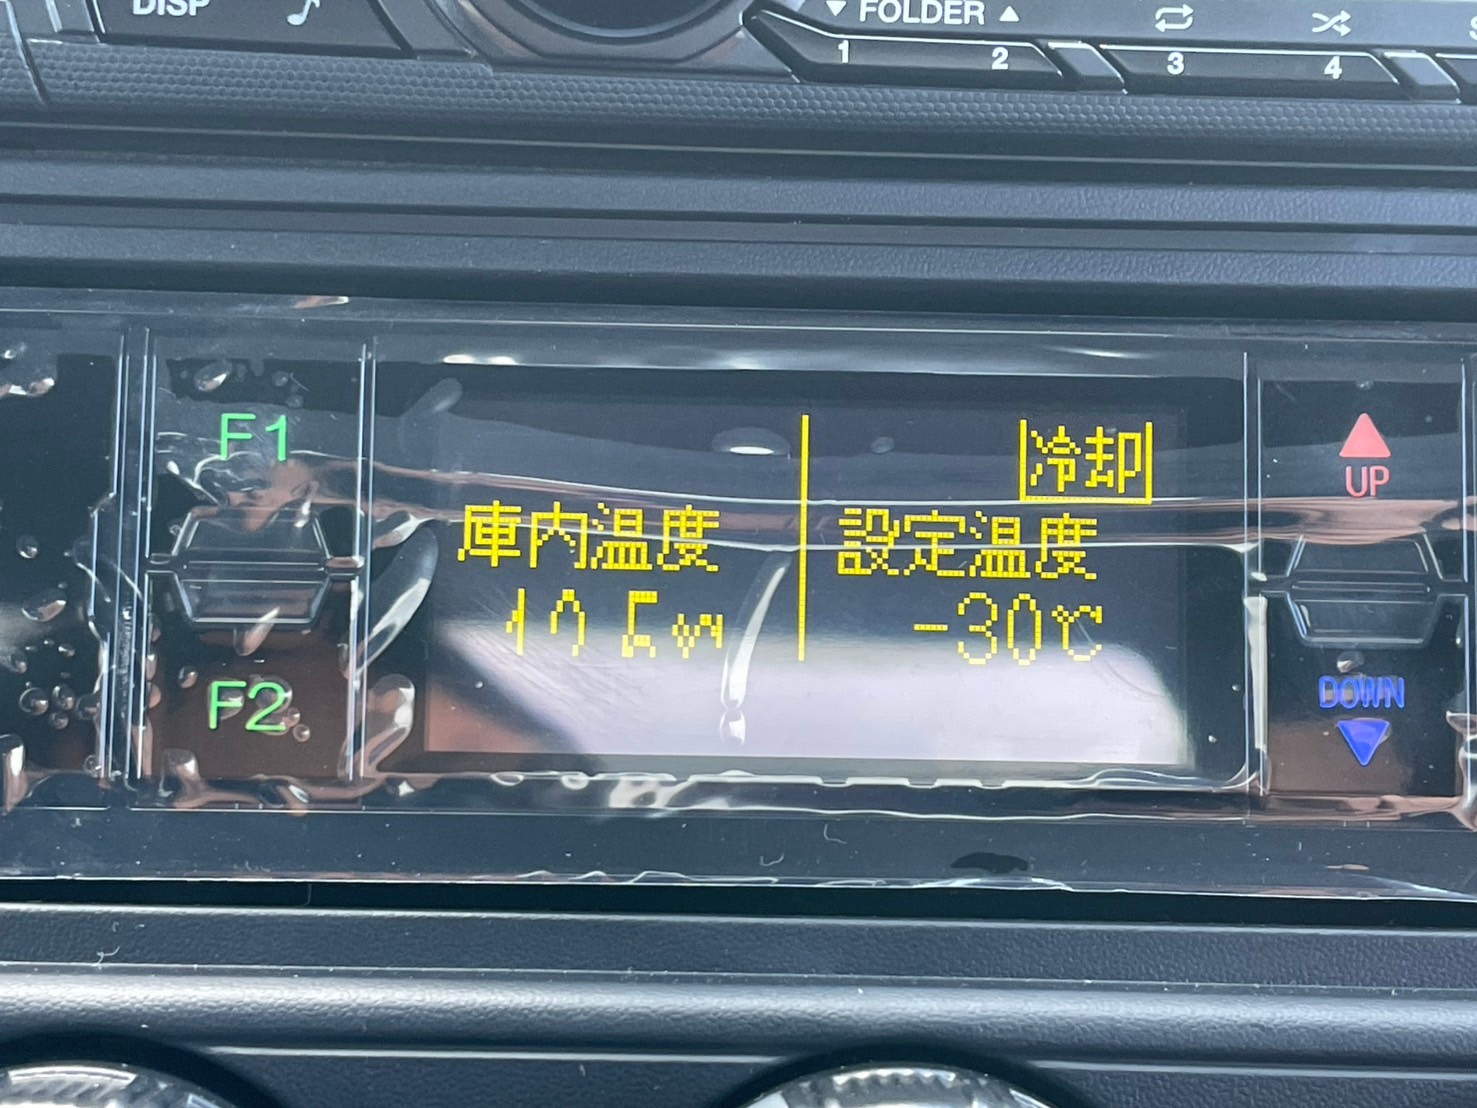 DISP
▼ FOLDER ▲
1 2 3 4
F1
冷却
UP
庫内温度 設定温度
-30℃
F2
DOWN